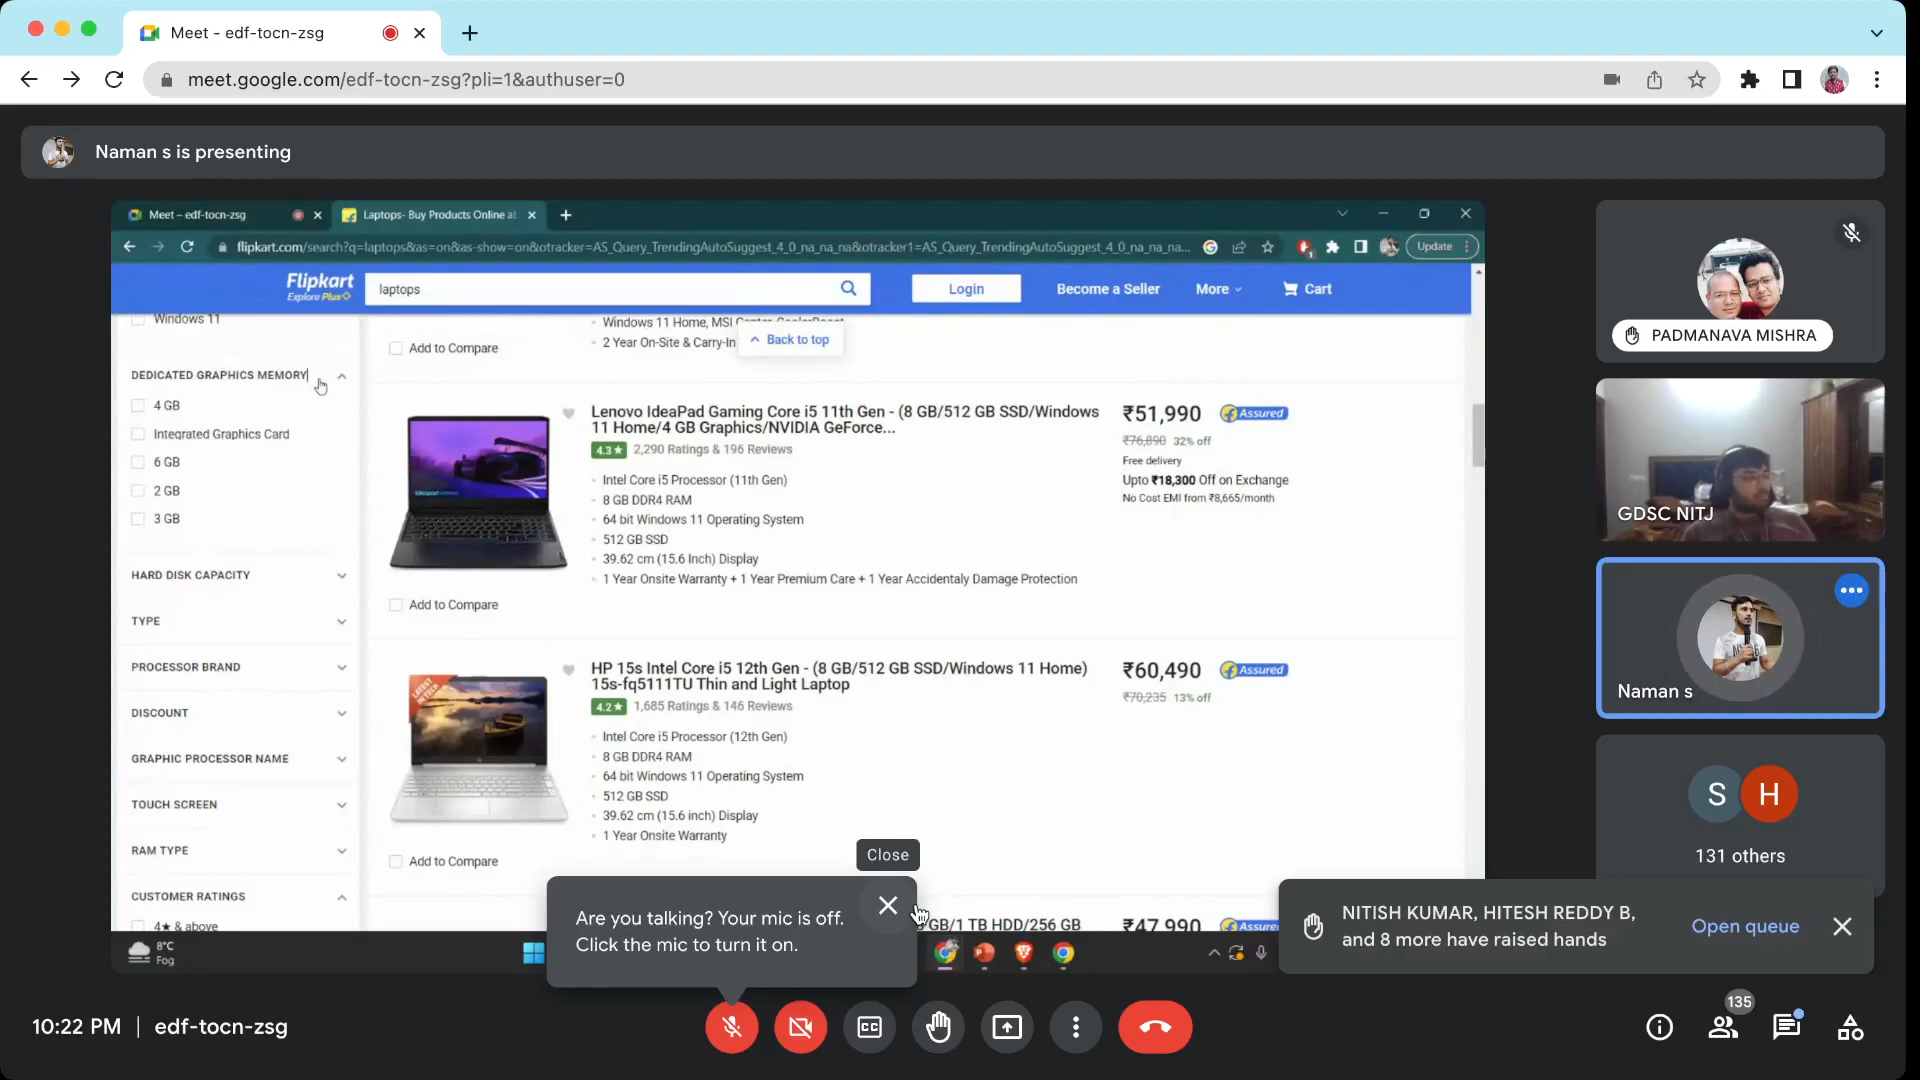 Meet - edf-tocn-zsg
meet.google.com/edf-tocn-zsg?pli=1&authuser=0
Naman s is presenting
Meet – edf-tocn-zsg
Laptops- Buy Products Online at
flipkart.com/search?q=laptops&as=on&as-show=on&otracker=AS_Query_TrendingAutoSuggest_4_0_na_na_na&otracker1=AS_Query_TrendingAutoSuggest_4_0_na_na_na...
Update
Flipkart
Explore Plus
laptops
Login
Become a Seller
More
Cart
Windows 11
DEDICATED GRAPHICS MEMORY
4 GB
Integrated Graphics Card
6 GB
2 GB
3 GB
HARD DISK CAPACITY
TYPE
PROCESSOR BRAND
DISCOUNT
GRAPHIC PROCESSOR NAME
TOUCH SCREEN
RAM TYPE
CUSTOMER RATINGS
4★ & above
Windows 11 Home, MSI
2 Year On-Site & Carry-In
Back to top
Add to Compare
Lenovo IdeaPad Gaming Core i5 11th Gen - (8 GB/512 GB SSD/Windows
11 Home/4 GB Graphics/NVIDIA GeForce...
4.3★ 2,290 Ratings & 196 Reviews
Intel Core i5 Processor (11th Gen)
8 GB DDR4 RAM
64 bit Windows 11 Operating System
512 GB SSD
39.62 cm (15.6 Inch) Display
1 Year Onsite Warranty + 1 Year Premium Care + 1 Year Accidentaly Damage Protection
₹51,990 Assured
₹76,890 32% off
Free delivery
Upto ₹18,300 Off on Exchange
No Cost EMI from ₹8,665/month
Add to Compare
LATEST
HP 15s Intel Core i5 12th Gen - (8 GB/512 GB SSD/Windows 11 Home)
15s-fq5111TU Thin and Light Laptop
4.2★ 1,685 Ratings & 146 Reviews
Intel Core i5 Processor (12th Gen)
8 GB DDR4 RAM
64 bit Windows 11 Operating System
512 GB SSD
39.62 cm (15.6 inch) Display
1 Year Onsite Warranty
₹60,490 Assured
₹70,235 13% off
Add to Compare
GB/1 TB HDD/256 GB
₹47,990 Assured
Close
Are you talking? Your mic is off.
Click the mic to turn it on.
8°C
Fog
PADMANAVA MISHRA
GDSC NITJ
Naman s
S H
131 others
NITISH KUMAR, HITESH REDDY B,
and 8 more have raised hands
Open queue
10:22 PM | edf-tocn-zsg
CC
135